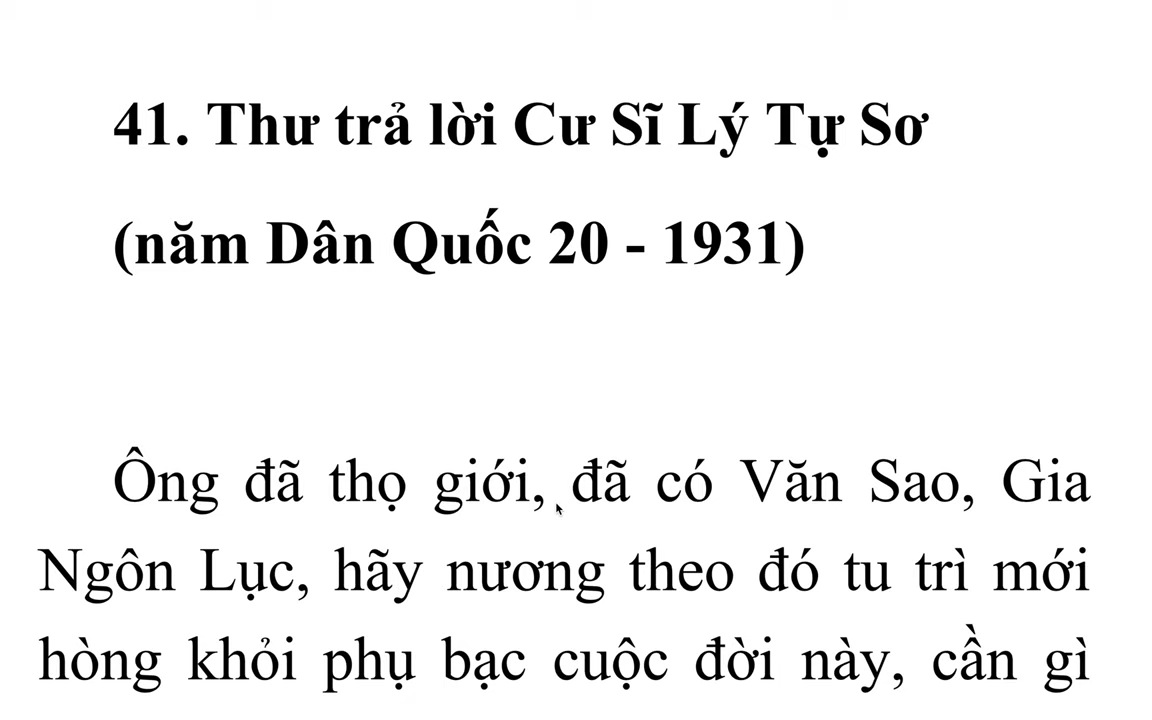 41. Thư trả lời Cư Sĩ Lý Tự Sơ
(năm Dân Quốc 20 - 1931)
Ông đã thọ giới, đã có Văn Sao, Gia
Ngôn Lục, hãy nương theo đó tu trì mới
hòng khỏi phụ bạc cuộc đời này, cần gì